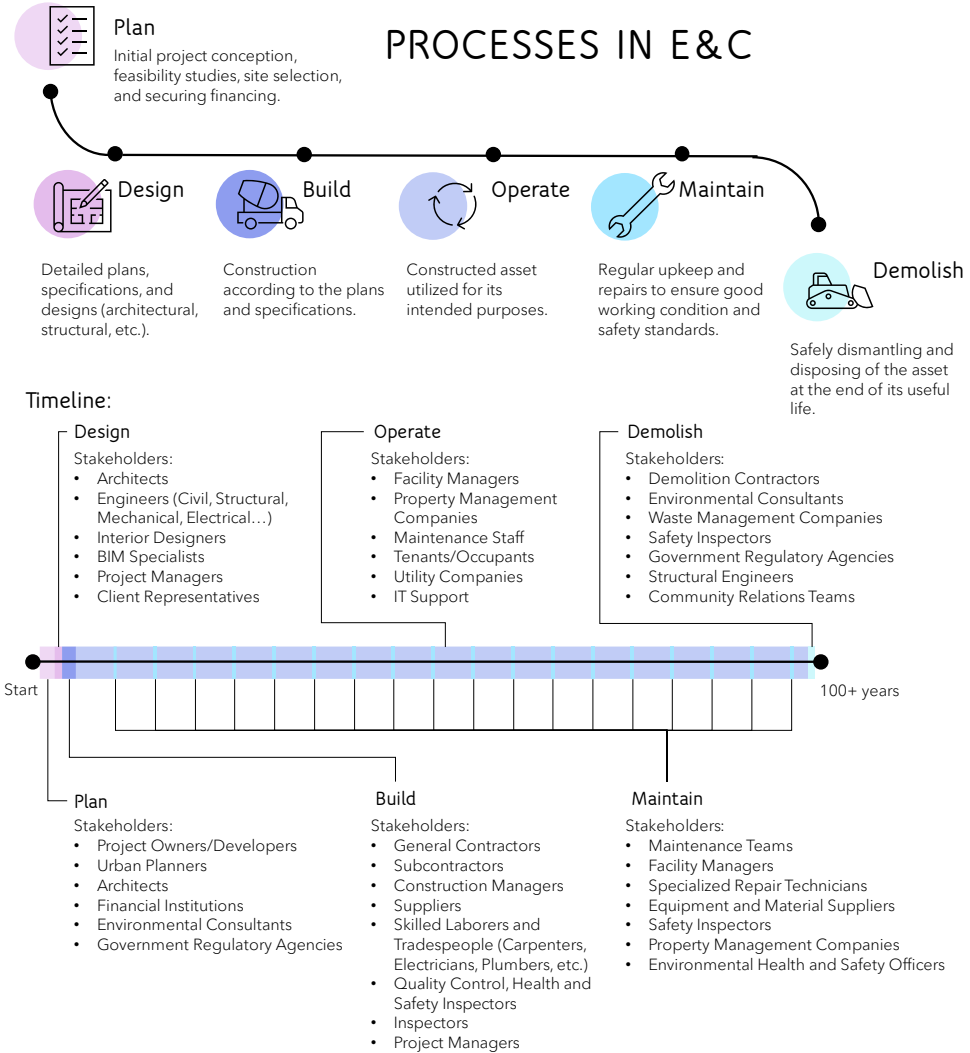 PROCESSES IN E&C
Plan
Initial project conception,
feasibility studies, site selection,
and securing financing.
Design
Detailed plans,
specifications, and
designs (architectural,
structural, etc.).
Build
Construction
according to the plans
and specifications.
Operate
Constructed asset
utilized for its
intended purposes.
Maintain
Regular upkeep and
repairs to ensure good
working condition and
safety standards.
Demolish
Safely dismantling and
disposing of the asset
at the end of its useful
life.
Timeline:
Design
Stakeholders:
• Architects
• Engineers (Civil, Structural,
Mechanical, Electrical…)
• Interior Designers
• BIM Specialists
• Project Managers
• Client Representatives
Operate
Stakeholders:
• Facility Managers
• Property Management
Companies
• Maintenance Staff
• Tenants/Occupants
• Utility Companies
• IT Support
Demolish
Stakeholders:
• Demolition Contractors
• Environmental Consultants
• Waste Management Companies
• Safety Inspectors
• Government Regulatory Agencies
• Structural Engineers
• Community Relations Teams
Start
100+ years
Plan
Stakeholders:
• Project Owners/Developers
• Urban Planners
• Architects
• Financial Institutions
• Environmental Consultants
• Government Regulatory Agencies
Build
Stakeholders:
• General Contractors
• Subcontractors
• Construction Managers
• Suppliers
• Skilled Laborers and
Tradespeople (Carpenters,
Electricians, Plumbers, etc.)
• Quality Control, Health and
Safety Inspectors
• Inspectors
• Project Managers
Maintain
Stakeholders:
• Maintenance Teams
• Facility Managers
• Specialized Repair Technicians
• Equipment and Material Suppliers
• Safety Inspectors
• Property Management Companies
• Environmental Health and Safety Officers